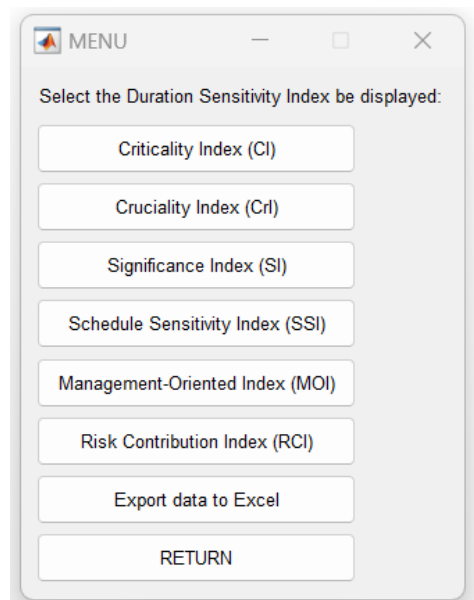 MENU
Select the Duration Sensitivity Index be displayed:
Criticality Index (CI)
Cruciality Index (CrI)
Significance Index (SI)
Schedule Sensitivity Index (SSI)
Management-Oriented Index (MOI)
Risk Contribution Index (RCI)
Export data to Excel
RETURN